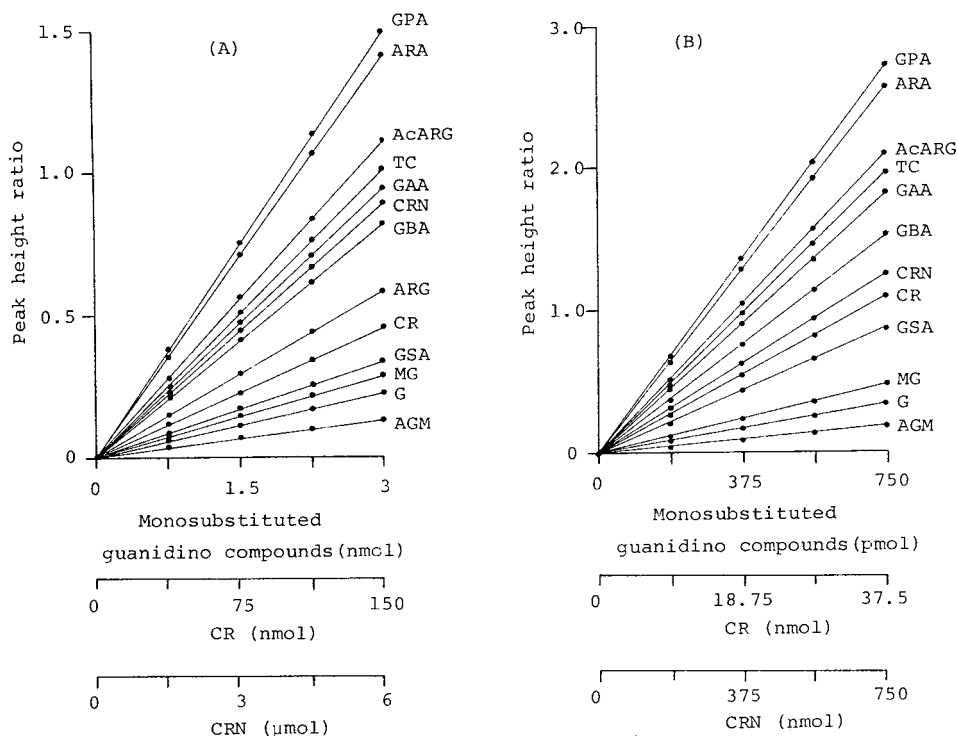 (A)
Peak height ratio
1.5
1.0
0.5
0
GPA
ARA
AcARG
TC
GAA
CRN
GBA
ARG
CR
GSA
MG
G
AGM
0 1.5 3
Monosubstituted
guanidino compounds(nmol)
0 75 150
CR (nmol)
0 3 6
CRN (μmol)
(B)
Peak height ratio
3.0
2.0
1.0
0
GPA
ARA
AcARG
TC
GAA
GBA
CRN
CR
GSA
MG
G
AGM
0 375 750
Monosubstituted
guanidino compounds(pmol)
0 18.75 37.5
CR (nmol)
0 375 750
CRN (nmol)